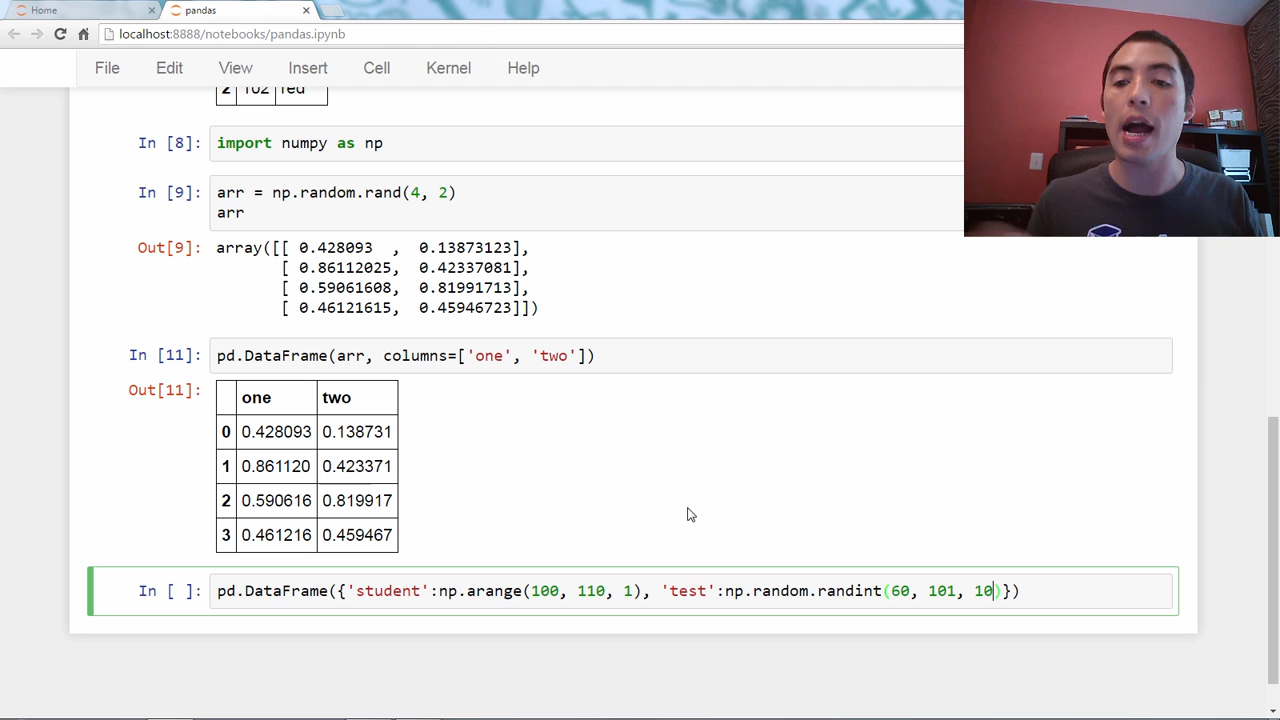 Home
pandas
localhost:8888/notebooks/pandas.ipynb
File Edit View Insert Cell Kernel Help
2 102 red
In [8]: import numpy as np
In [9]: arr = np.random.rand(4, 2)
arr
Out[9]: array([[ 0.428093  ,  0.13873123],
[ 0.86112025,  0.42337081],
[ 0.59061608,  0.81991713],
[ 0.46121615,  0.45946723]])
In [11]: pd.DataFrame(arr, columns=['one', 'two'])
Out[11]:
one two
0 0.428093 0.138731
1 0.861120 0.423371
2 0.590616 0.819917
3 0.461216 0.459467
In [ ]: pd.DataFrame({'student':np.arange(100, 110, 1), 'test':np.random.randint(60, 101, 10)})